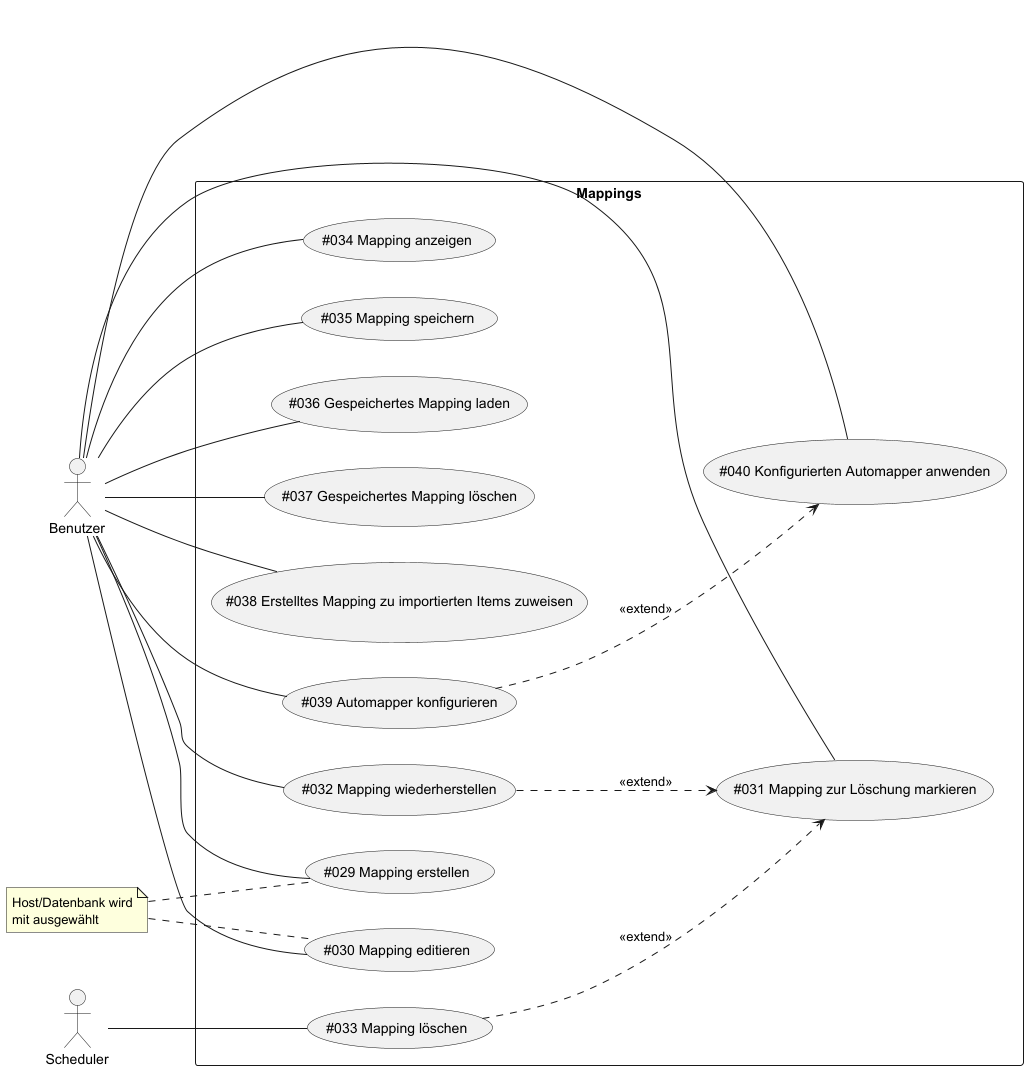 Mappings
#034 Mapping anzeigen
#035 Mapping speichern
#036 Gespeichertes Mapping laden
#040 Konfigurierten Automapper anwenden
#037 Gespeichertes Mapping löschen
Benutzer
#038 Erstelltes Mapping zu importierten Items zuweisen
«extend»
#039 Automapper konfigurieren
«extend»
#032 Mapping wiederherstellen
#031 Mapping zur Löschung markieren
#029 Mapping erstellen
Host/Datenbank wird
mit ausgewählt
«extend»
#030 Mapping editieren
#033 Mapping löschen
Scheduler